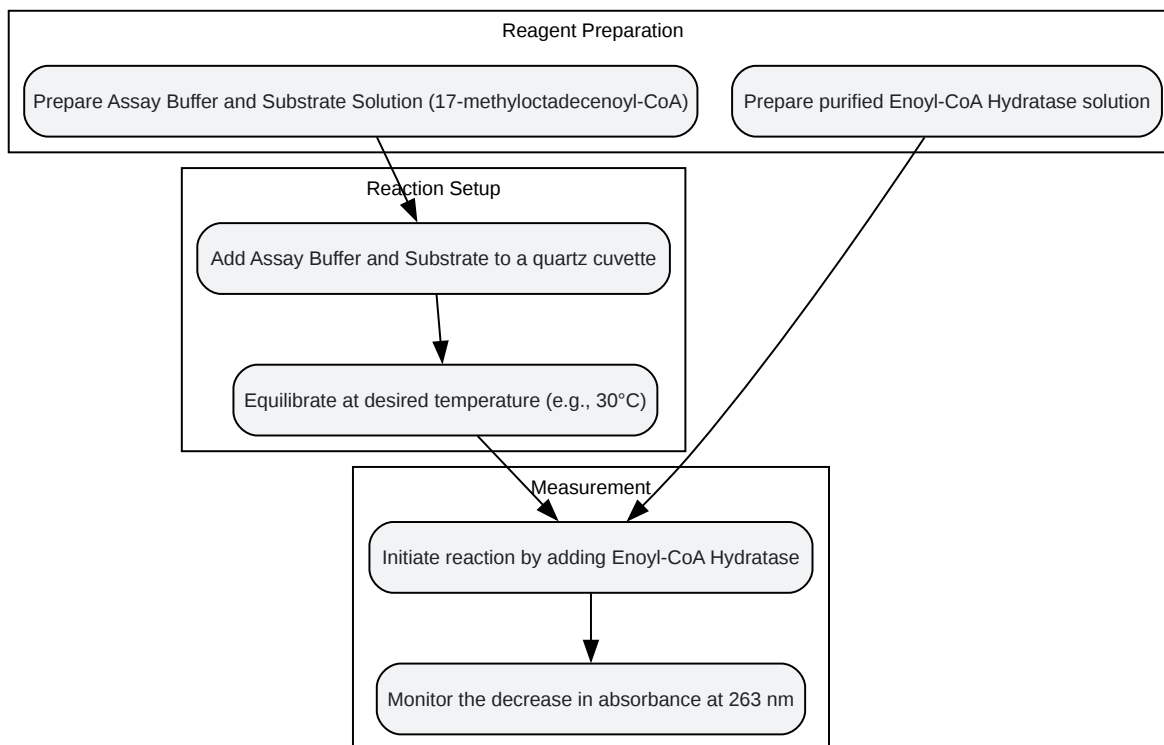 Reagent Preparation
Prepare Assay Buffer and Substrate Solution (17-methyloctadecenoyl-CoA)
Prepare purified Enoyl-CoA Hydratase solution
Reaction Setup
Add Assay Buffer and Substrate to a quartz cuvette
Equilibrate at desired temperature (e.g., 30°C)
Measurement
Initiate reaction by adding Enoyl-CoA Hydratase
Monitor the decrease in absorbance at 263 nm